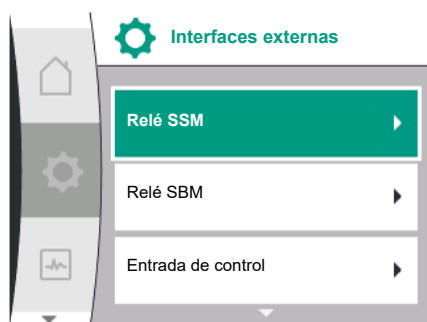 Interfaces externas
Relé SSM
Relé SBM
Entrada de control